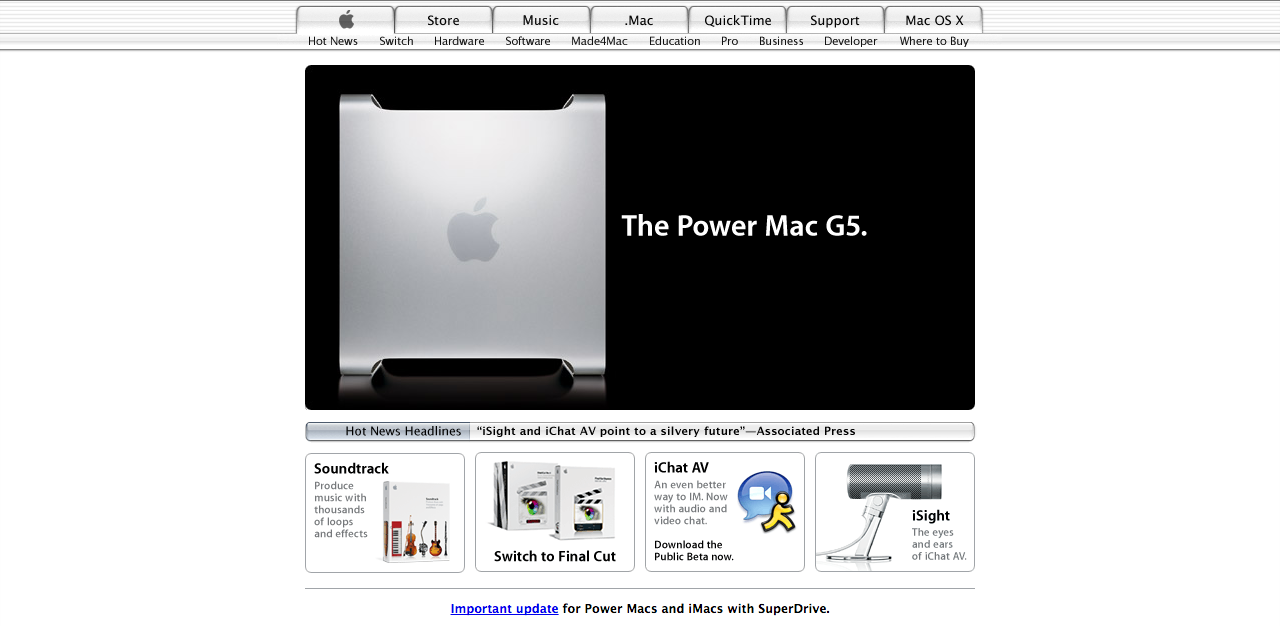 Store Music .Mac QuickTime Support Mac OS X
Hot News Switch Hardware Software Made4Mac Education Pro Business Developer Where to Buy
The Power Mac G5.
Hot News Headlines “iSight and iChat AV point to a silvery future”—Associated Press
Soundtrack
Produce
music with
thousands
of loops
and effects
Switch to Final Cut
iChat AV
An even better
way to IM. Now
with audio and
video chat.
Download the
Public Beta now.
iSight
The eyes
and ears
of iChat AV.
Important update for Power Macs and iMacs with SuperDrive.